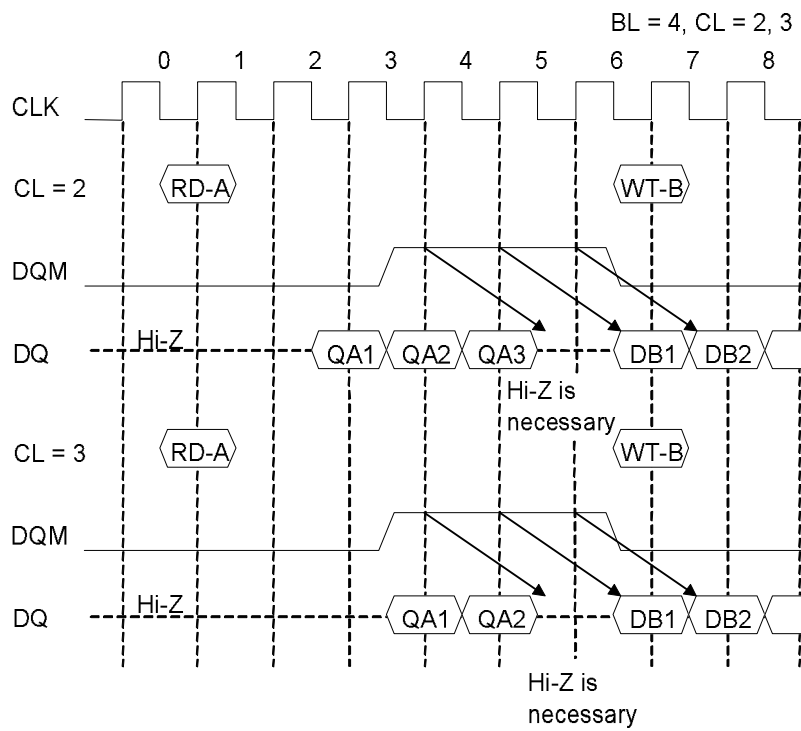 BL = 4, CL = 2, 3
0 1 2 3 4 5 6 7 8
CLK
CL = 2
RD-A
WT-B
DQM
DQ
Hi-Z
QA1
QA2
QA3
DB1
DB2
Hi-Z is
necessary
CL = 3
RD-A
WT-B
DQM
DQ
Hi-Z
QA1
QA2
DB1
DB2
Hi-Z is
necessary